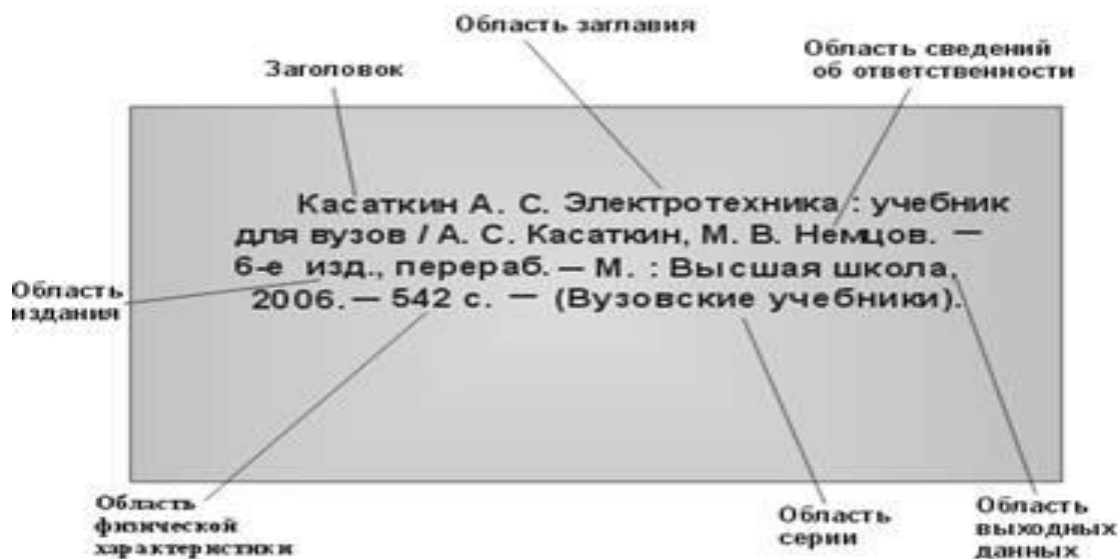 Область заглавия
Заголовок
Область сведений
об ответственности
Касаткин А. С. Электротехника : учебник
для вузов / А. С. Касаткин, М. В. Немцов. —
6-е изд., перераб. — М. : Высшая школа,
2006. — 542 с. — (Вузовские учебники).
Область
издания
Область
физической
характеристики
Область
серии
Область
выходных
данных